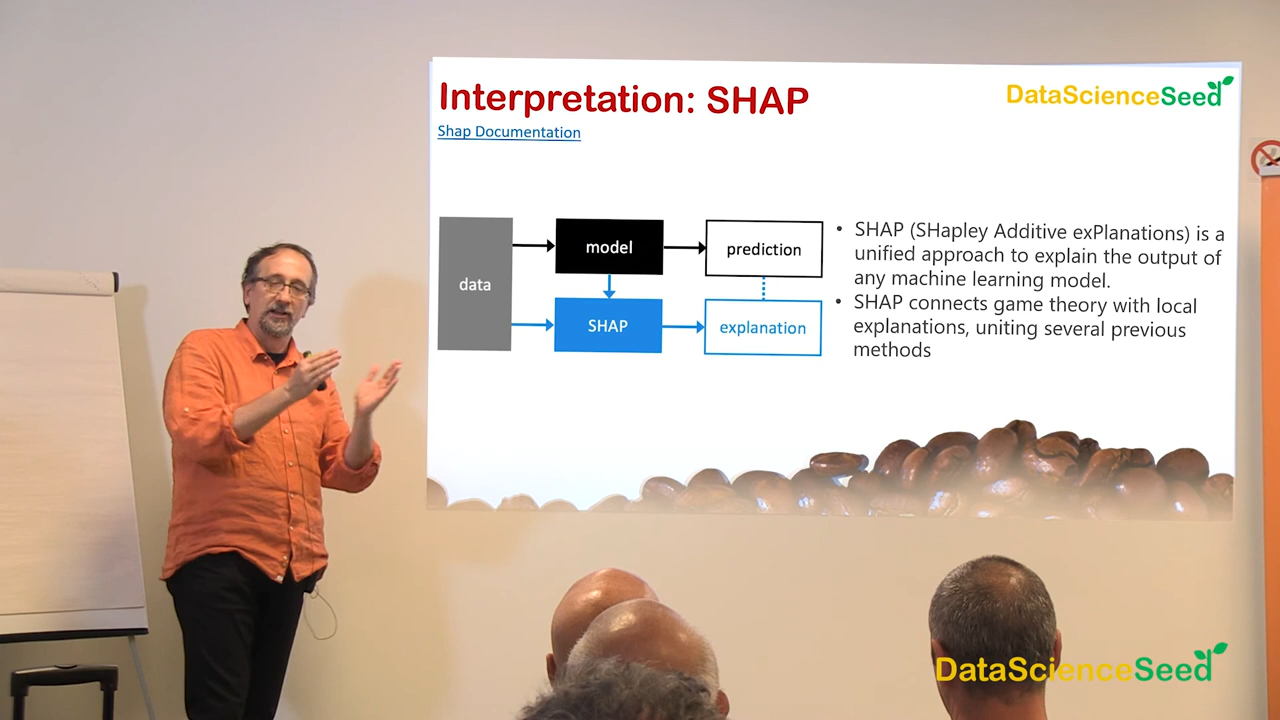 Interpretation: SHAP
DataScienceSeed
Shap Documentation
data
model
prediction
SHAP
explanation
• SHAP (SHapley Additive exPlanations) is a
unified approach to explain the output of
any machine learning model.
• SHAP connects game theory with local
explanations, uniting several previous
methods
DataScienceSeed